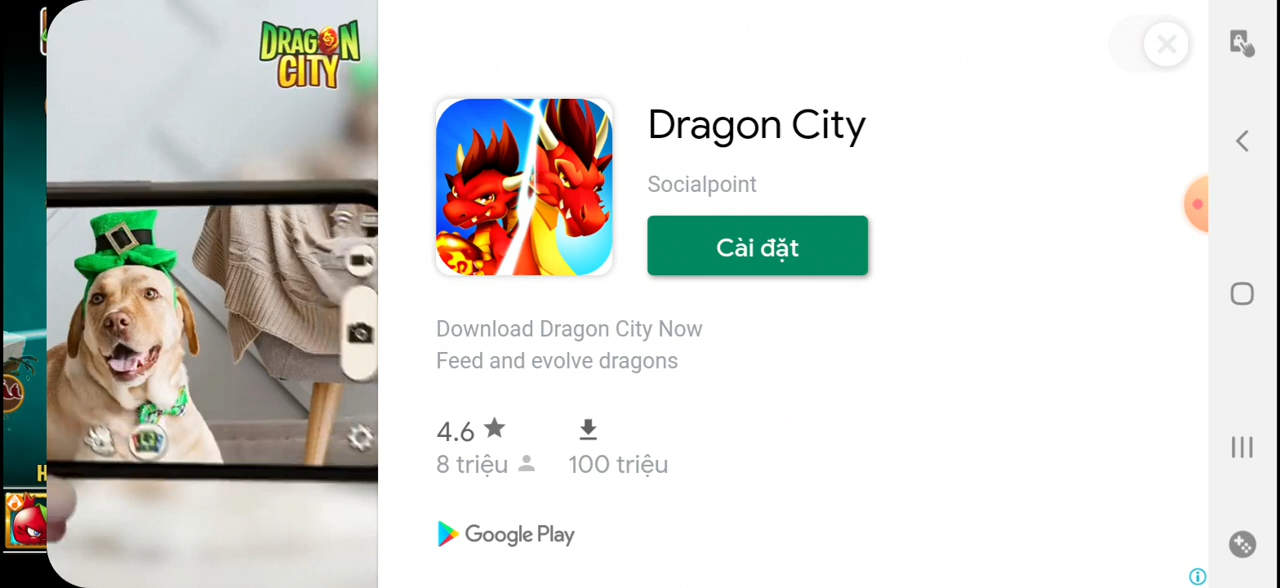 DRAGON
CITY
Dragon City
Socialpoint
Cài đặt
Download Dragon City Now
Feed and evolve dragons
4.6
8 triệu
100 triệu
Google Play